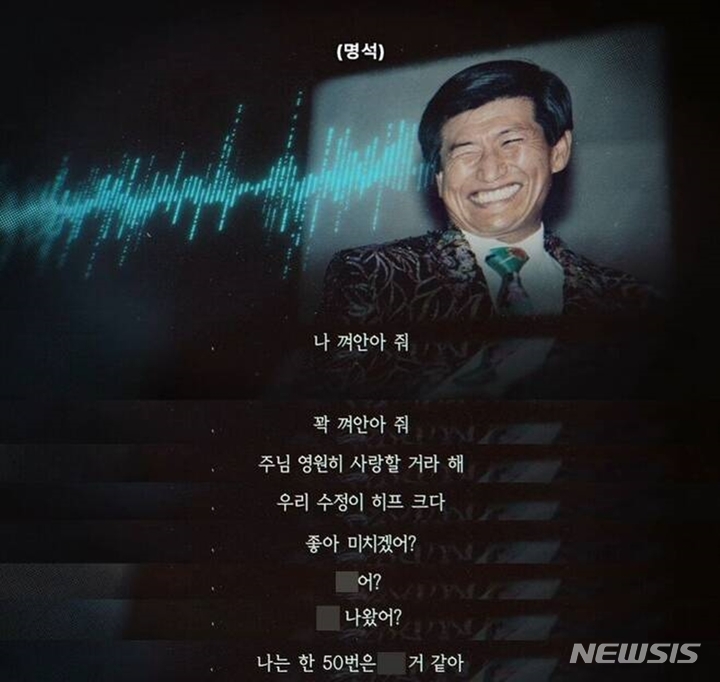 (명석)
나 껴안아 줘
꽉 껴안아 줘
주님 영원히 사랑할 거라 해
우리 수정이 히프 크다
좋아 미치겠어?
어?
나왔어?
나는 한 50번은 거 같아
NEWSIS